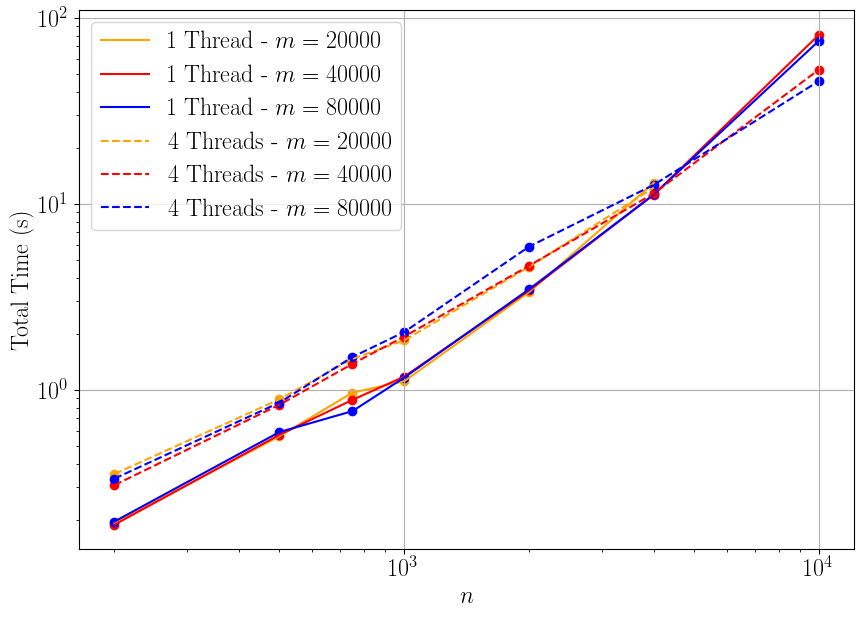 10^2
10^1
10^0
Total Time (s)
1 Thread - m = 20000
1 Thread - m = 40000
1 Thread - m = 80000
4 Threads - m = 20000
4 Threads - m = 40000
4 Threads - m = 80000
10^3
10^4
n